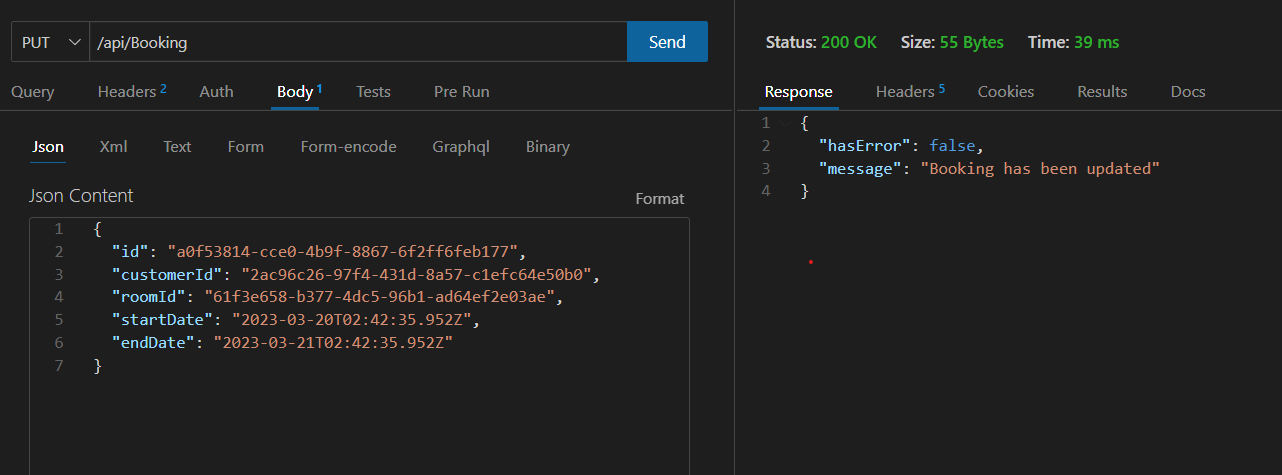 PUT /api/Booking Send
Query Headers 2 Auth Body 1 Tests Pre Run
Json Xml Text Form Form-encode Graphql Binary
Json Content Format
1 {
2 "id": "a0f53814-cce0-4b9f-8867-6f2ff6feb177",
3 "customerId": "2ac96c26-97f4-431d-8a57-c1efc64e50b0",
4 "roomId": "61f3e658-b377-4dc5-96b1-ad64ef2e03ae",
5 "startDate": "2023-03-20T02:42:35.952Z",
6 "endDate": "2023-03-21T02:42:35.952Z"
7 }
Status: 200 OK Size: 55 Bytes Time: 39 ms
Response Headers 5 Cookies Results Docs
1 {
2 "hasError": false,
3 "message": "Booking has been updated"
4 }